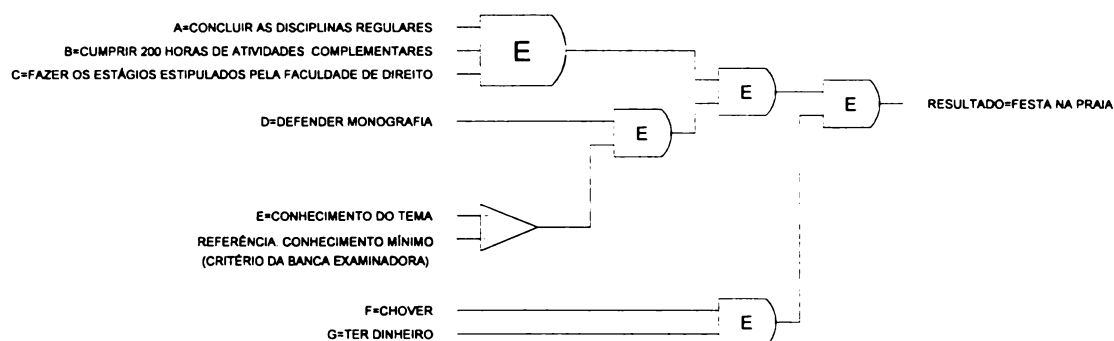 A=CONCLUIR AS DISCIPLINAS REGULARES
B=CUMPRIR 200 HORAS DE ATIVIDADES COMPLEMENTARES
C=FAZER OS ESTÁGIOS ESTIPULADOS PELA FACULDADE DE DIREITO
E
E
E
RESULTADO=FESTA NA PRAIA
D=DEFENDER MONOGRAFIA
E
E=CONHECIMENTO DO TEMA
REFERÊNCIA. CONHECIMENTO MÍNIMO
(CRITÉRIO DA BANCA EXAMINADORA)
F=CHOVER
G=TER DINHEIRO
E